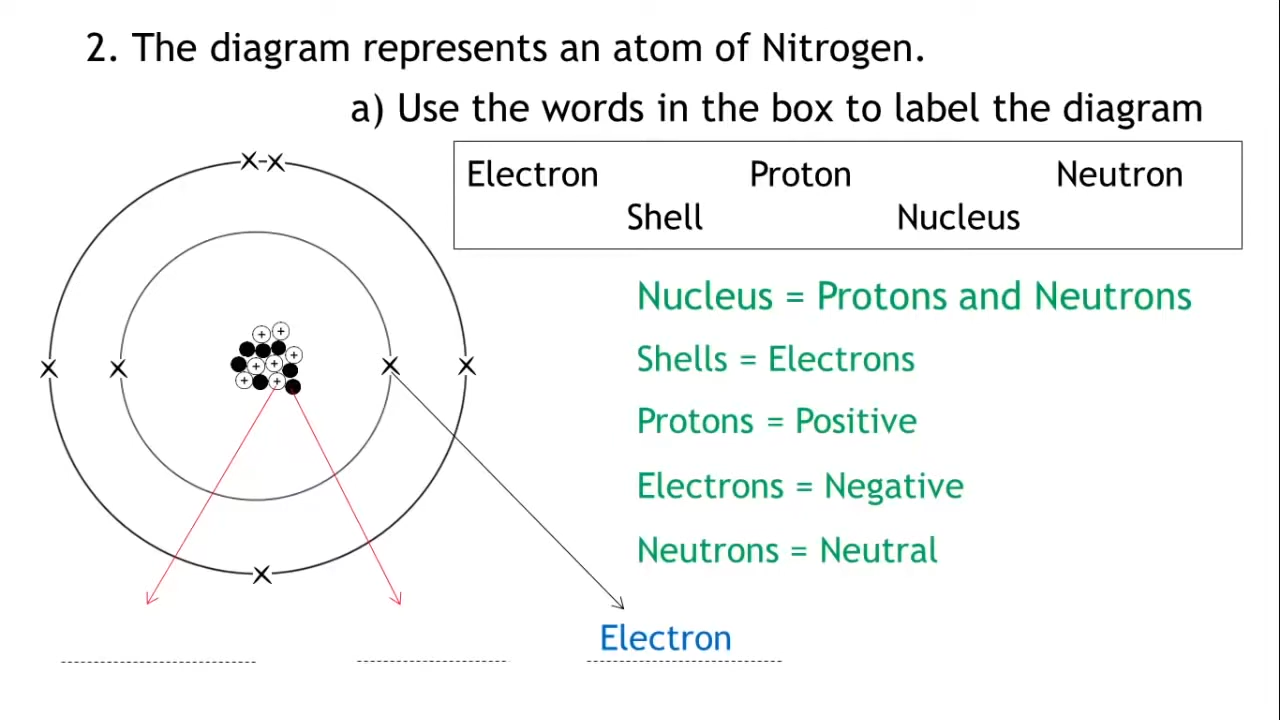 2. The diagram represents an atom of Nitrogen.
a) Use the words in the box to label the diagram
Electron Proton Neutron
Shell Nucleus
Nucleus = Protons and Neutrons
Shells = Electrons
Protons = Positive
Electrons = Negative
Neutrons = Neutral
Electron